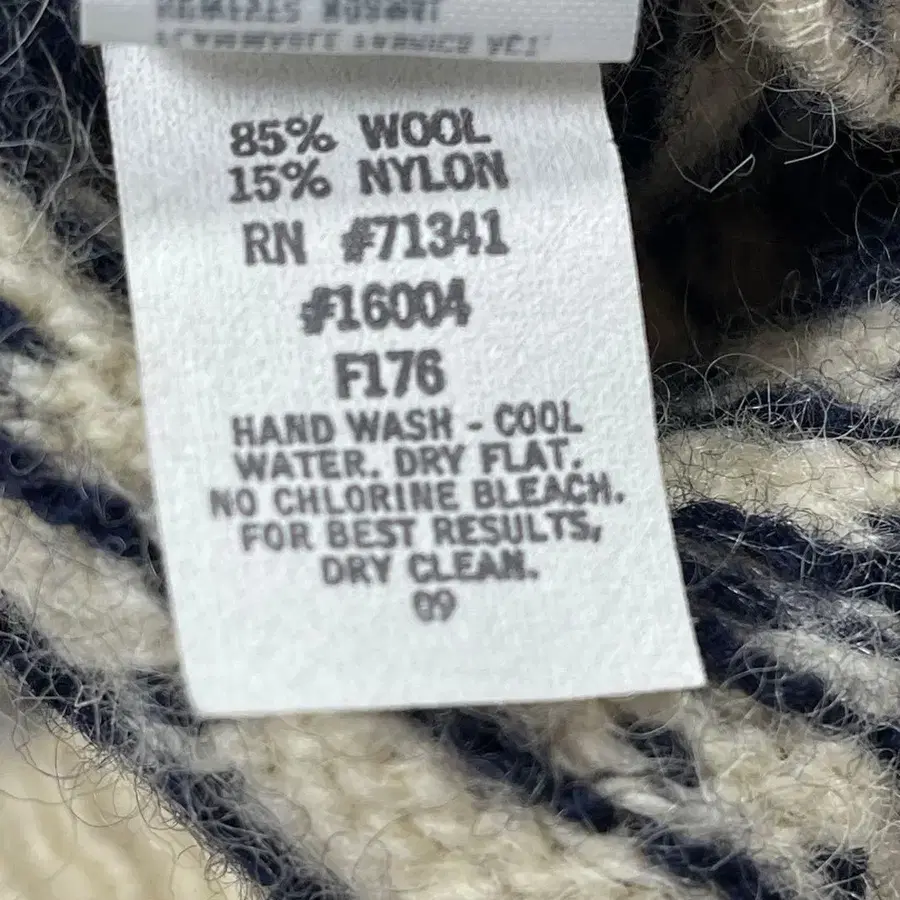 85% WOOL
15% NYLON
RN #71341
#16004
F176
HAND WASH - COOL
WATER. DRY FLAT.
NO CHLORINE BLEACH.
FOR BEST RESULTS,
DRY CLEAN.
09